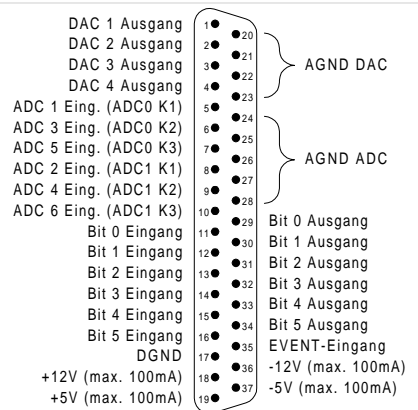 DAC 1 Ausgang 1
DAC 2 Ausgang 2
DAC 3 Ausgang 3
DAC 4 Ausgang 4
ADC 1 Eing. (ADC0 K1) 5
ADC 3 Eing. (ADC0 K2) 6
ADC 5 Eing. (ADC0 K3) 7
ADC 2 Eing. (ADC1 K1) 8
ADC 4 Eing. (ADC1 K2) 9
ADC 6 Eing. (ADC1 K3) 10
Bit 0 Eingang 11
Bit 1 Eingang 12
Bit 2 Eingang 13
Bit 3 Eingang 14
Bit 4 Eingang 15
Bit 5 Eingang 16
DGND 17
+12V (max. 100mA) 18
+5V (max. 100mA) 19
20
21
22
23
AGND DAC
24
25
26
27
28
AGND ADC
29 Bit 0 Ausgang
30 Bit 1 Ausgang
31 Bit 2 Ausgang
32 Bit 3 Ausgang
33 Bit 4 Ausgang
34 Bit 5 Ausgang
35 EVENT-Eingang
36 -12V (max. 100mA)
37 -5V (max. 100mA)